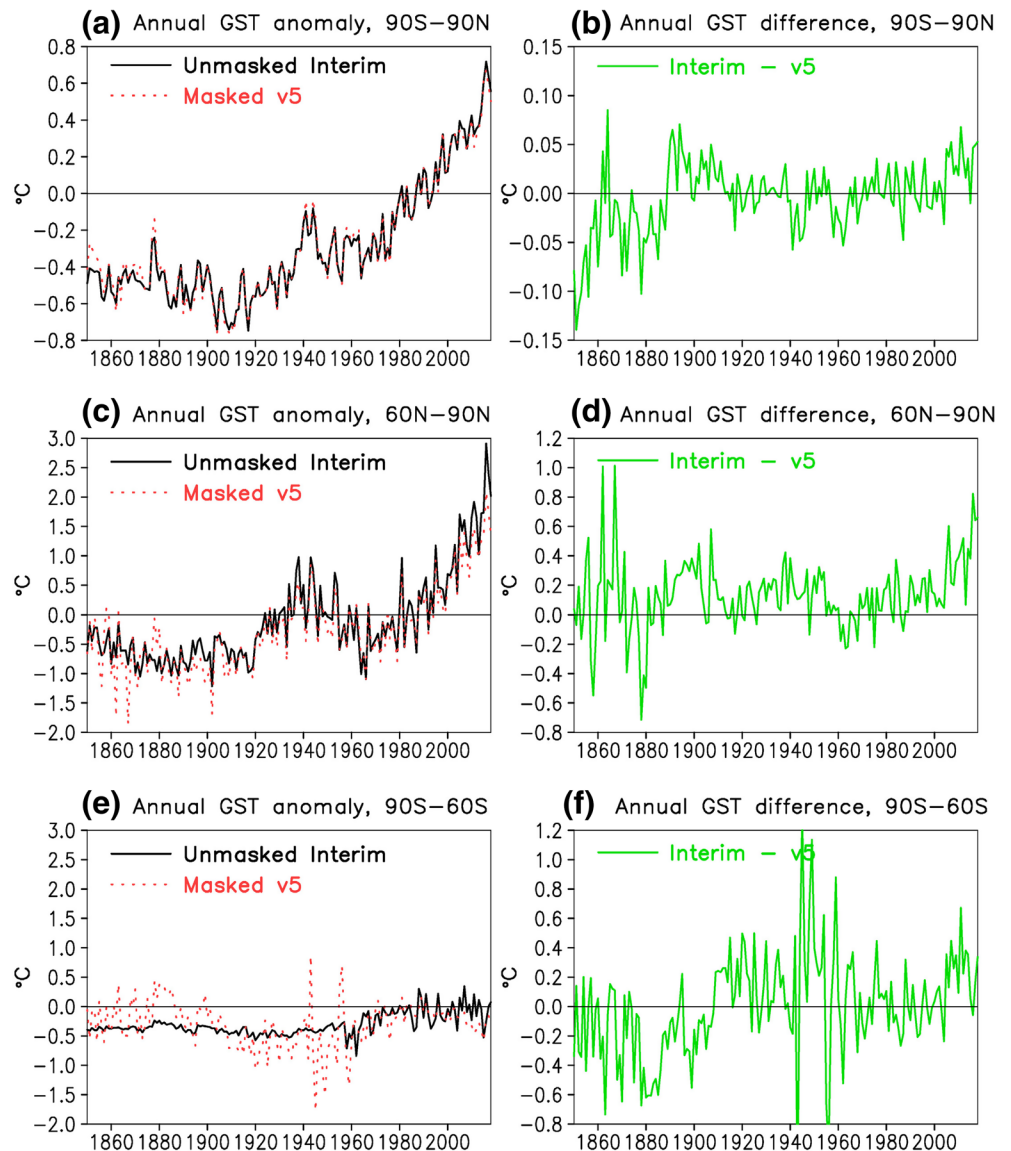 (a) Annual GST anomaly, 90S−90N
(b) Annual GST difference, 90S−90N
0.8
0.6
0.4
0.2
0.0
−0.2
−0.4
−0.6
−0.8
°C
Unmasked Interim
Masked v5
1860 1880 1900 1920 1940 1960 1980 2000
0.15
0.10
0.05
0.00
−0.05
−0.10
−0.15
°C
Interim − v5
1860 1880 1900 1920 1940 1960 1980 2000
(c) Annual GST anomaly, 60N−90N
(d) Annual GST difference, 60N−90N
3.0
2.5
2.0
1.5
1.0
0.5
0.0
−0.5
−1.0
−1.5
−2.0
°C
Unmasked Interim
Masked v5
1860 1880 1900 1920 1940 1960 1980 2000
1.2
1.0
0.8
0.6
0.4
0.2
0.0
−0.2
−0.4
−0.6
−0.8
°C
Interim − v5
1860 1880 1900 1920 1940 1960 1980 2000
(e) Annual GST anomaly, 90S−60S
(f) Annual GST difference, 90S−60S
3.0
2.5
2.0
1.5
1.0
0.5
0.0
−0.5
−1.0
−1.5
−2.0
°C
Unmasked Interim
Masked v5
1860 1880 1900 1920 1940 1960 1980 2000
1.2
1.0
0.8
0.6
0.4
0.2
0.0
−0.2
−0.4
−0.6
−0.8
°C
Interim − v5
1860 1880 1900 1920 1940 1960 1980 2000